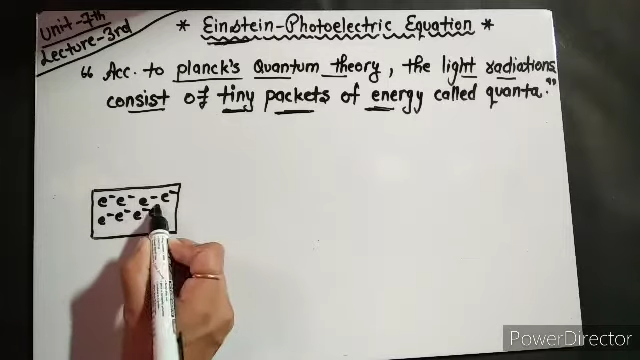 Unit-7th
Lecture-3rd
* Einstein-Photoelectric Equation *
“ Acc. to planck's Quantum theory, the light radiations
consist of tiny packets of energy called quanta.”
e⁻ e⁻ e⁻ e⁻
e⁻ e⁻ e⁻
PowerDirector